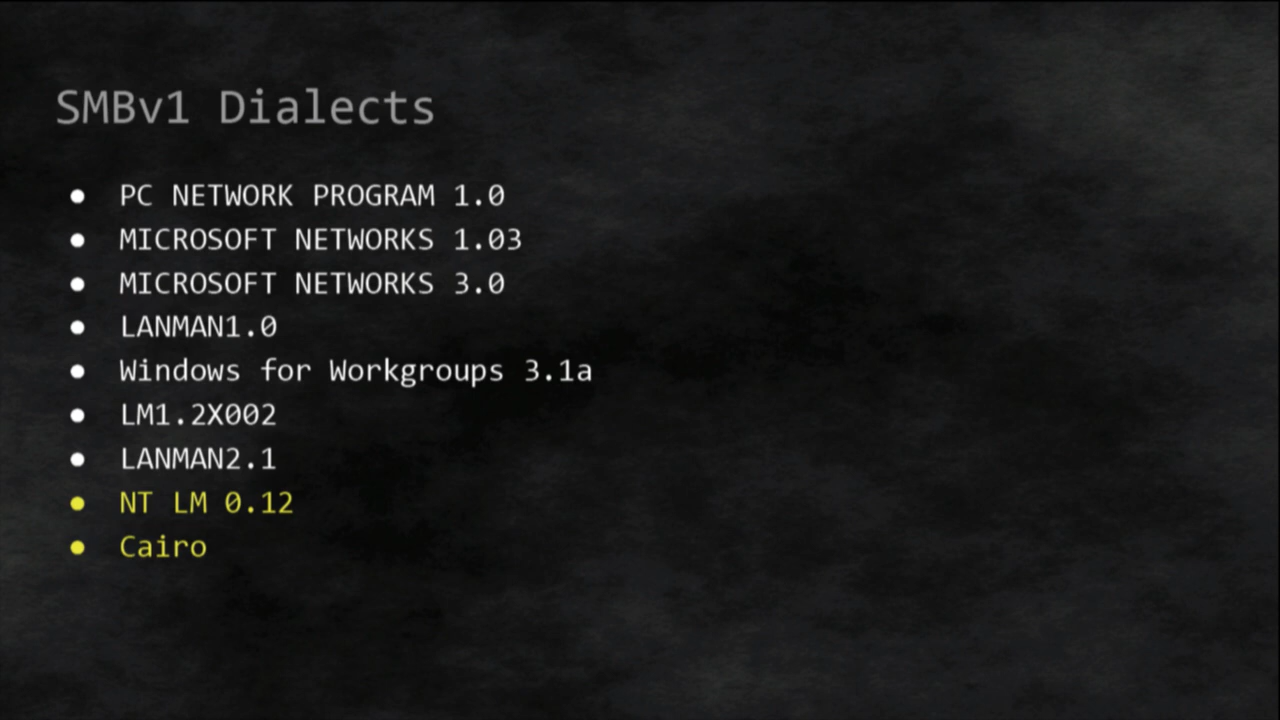 SMBv1 Dialects
● PC NETWORK PROGRAM 1.0
● MICROSOFT NETWORKS 1.03
● MICROSOFT NETWORKS 3.0
● LANMAN1.0
● Windows for Workgroups 3.1a
● LM1.2X002
● LANMAN2.1
● NT LM 0.12
● Cairo